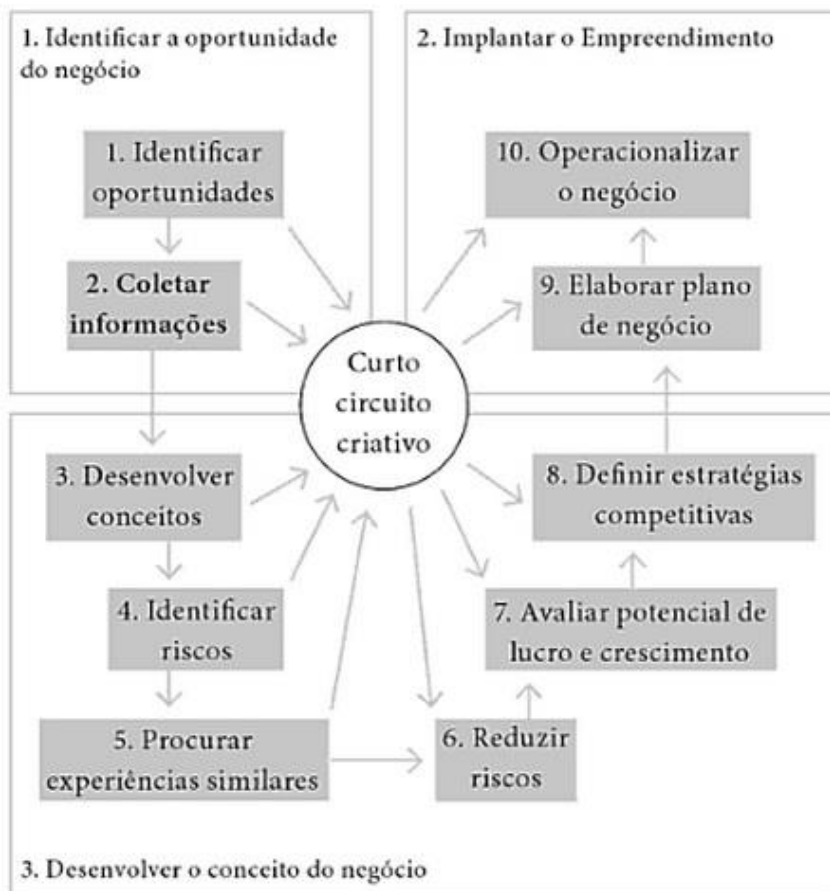 1. Identificar a oportunidade
do negócio
1. Identificar
oportunidades
2. Coletar
informações
2. Implantar o Empreendimento
10. Operacionalizar
o negócio
9. Elaborar plano
de negócio
Curto
circuito
criativo
3. Desenvolver
conceitos
4. Identificar
riscos
5. Procurar
experiências similares
6. Reduzir
riscos
7. Avaliar potencial de
lucro e crescimento
8. Definir estratégias
competitivas
3. Desenvolver o conceito do negócio